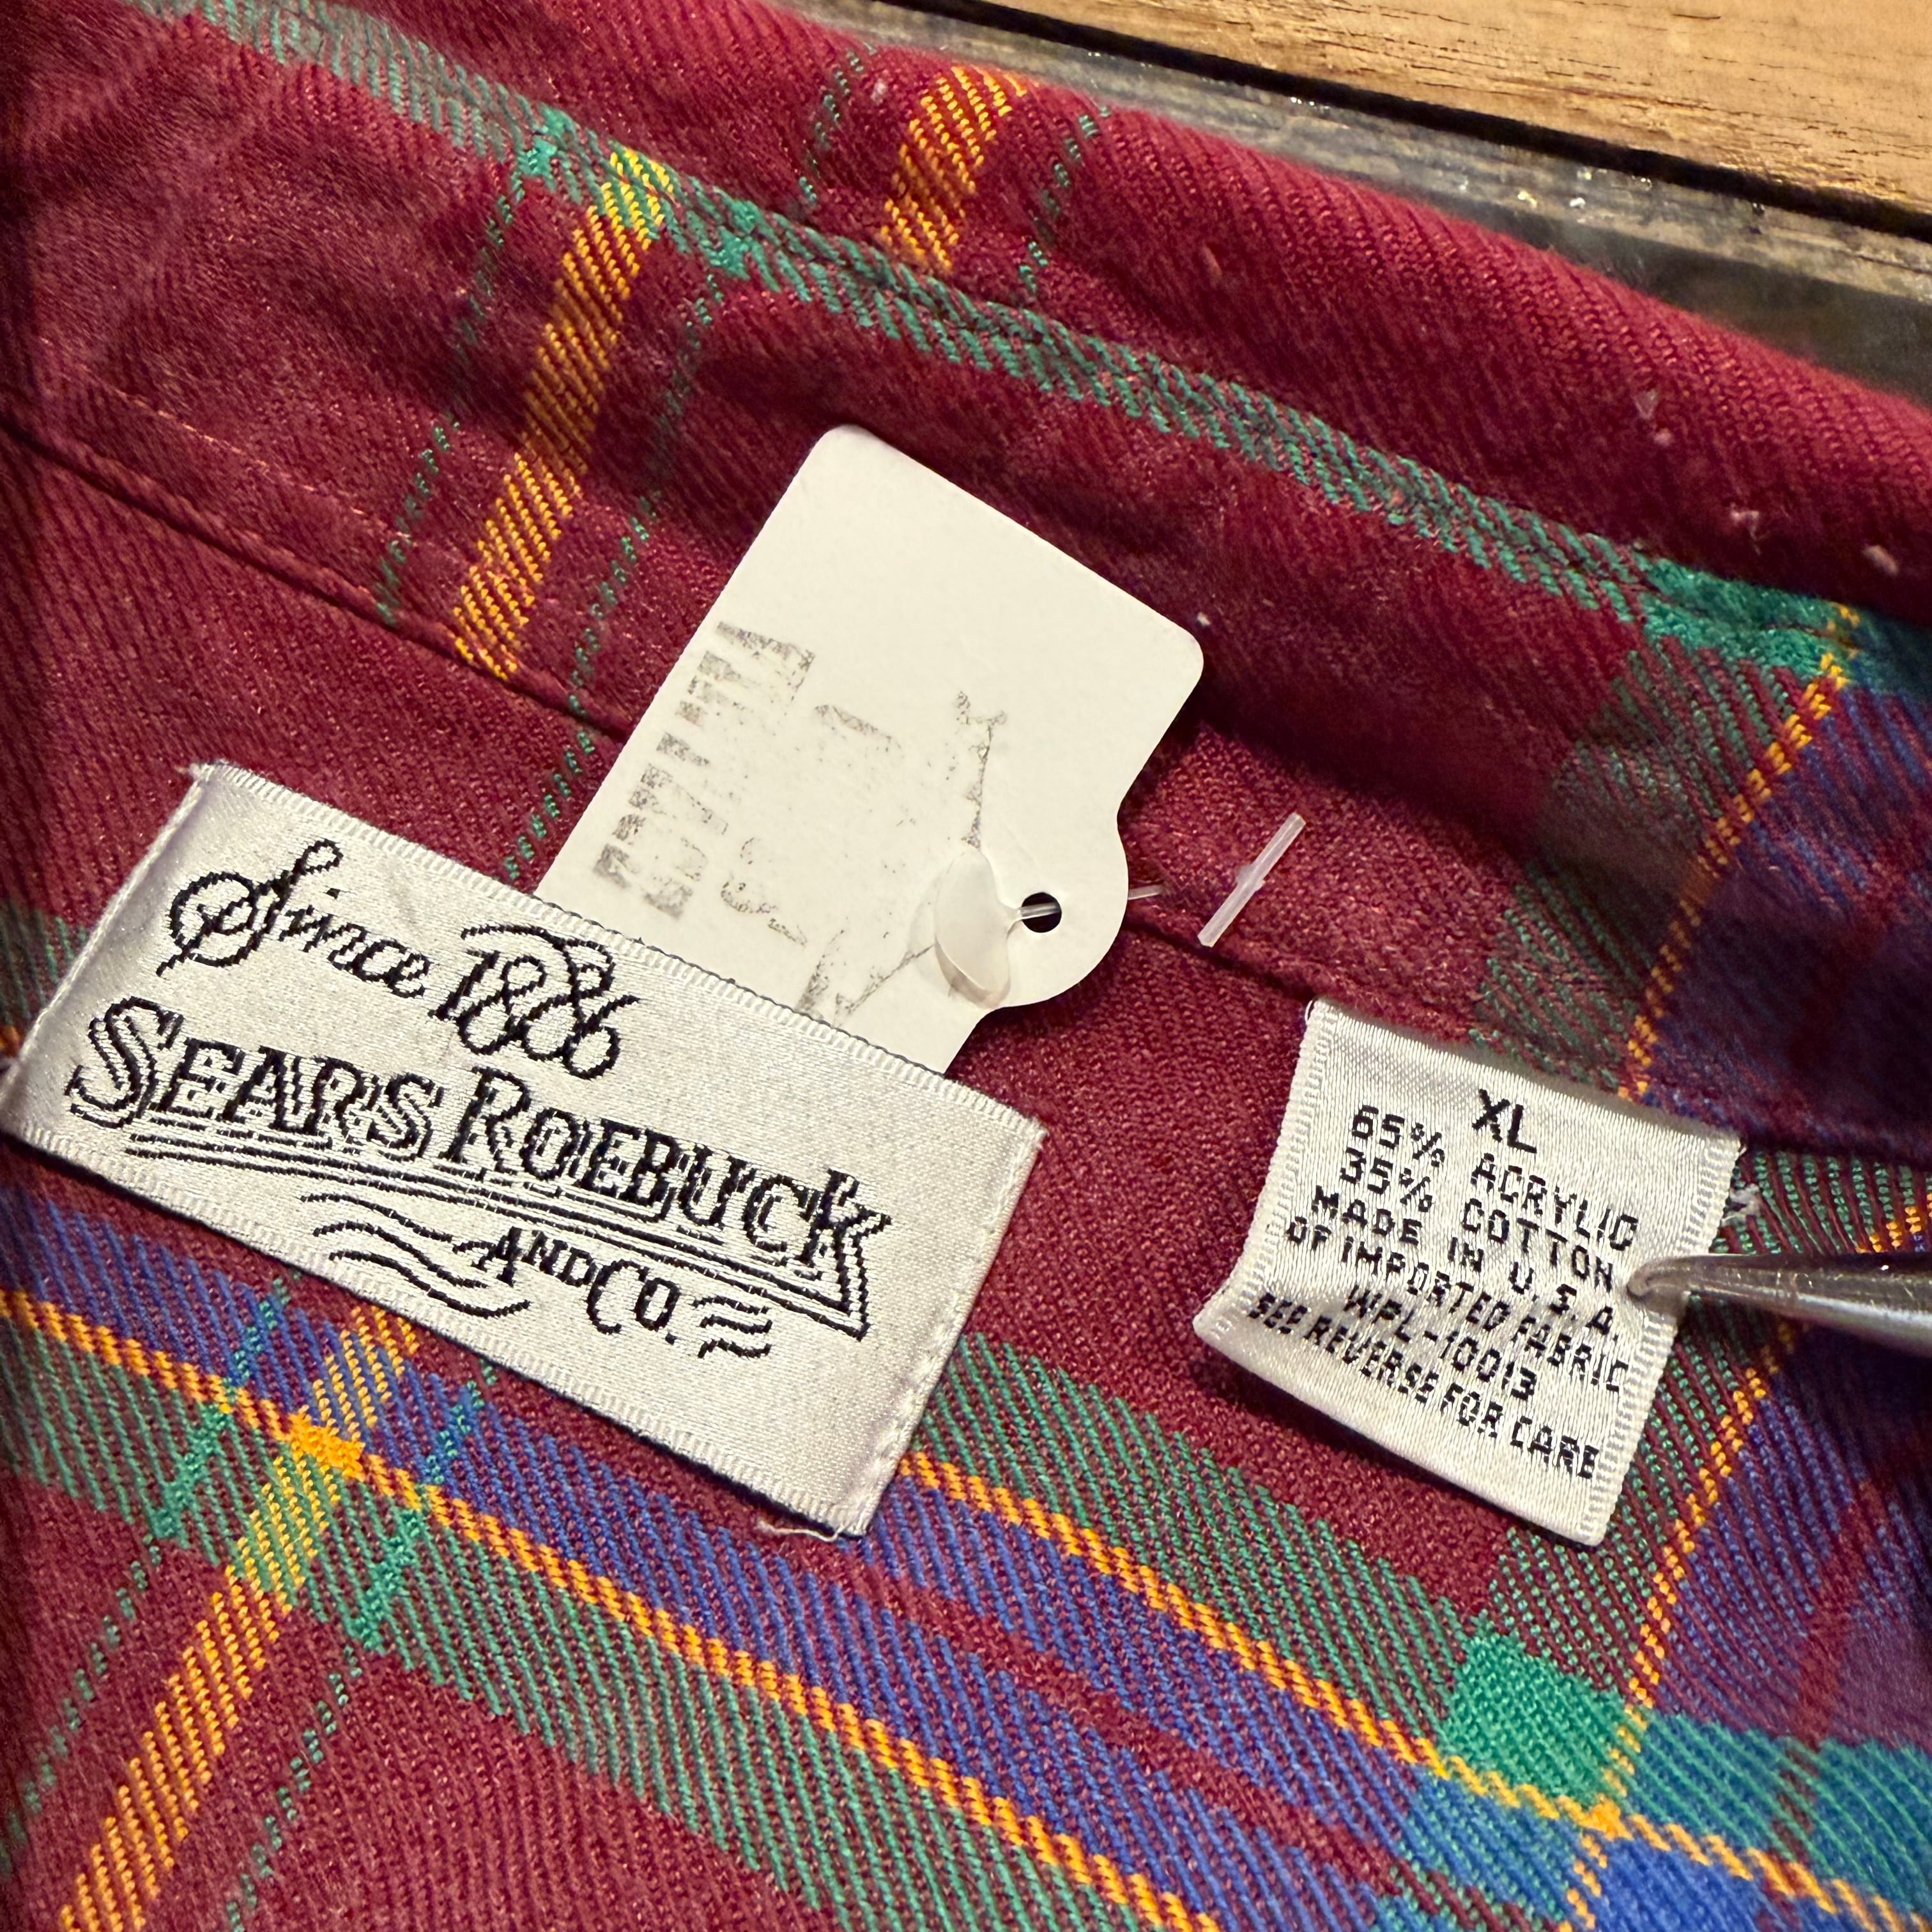 Since 1886
SEARS ROEBUCK
AND CO.
XL
65% ACRYLIC
35% COTTON
MADE IN U.S.A.
OF IMPORTED FABRIC
WPL-10013
SEE REVERSE FOR CARE